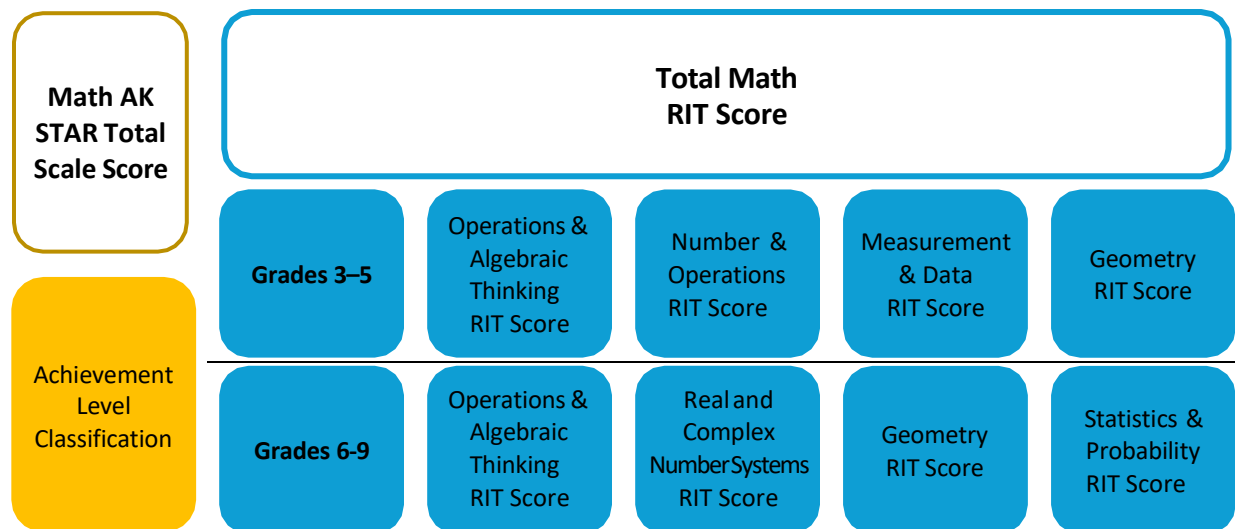 Math AK
STAR Total
Scale Score
Total Math
RIT Score
Achievement
Level
Classification
Grades 3–5
Operations &
Algebraic
Thinking
RIT Score
Number &
Operations
RIT Score
Measurement
& Data
RIT Score
Geometry
RIT Score
Grades 6-9
Operations &
Algebraic
Thinking
RIT Score
Real and
Complex
Number Systems
RIT Score
Geometry
RIT Score
Statistics &
Probability
RIT Score